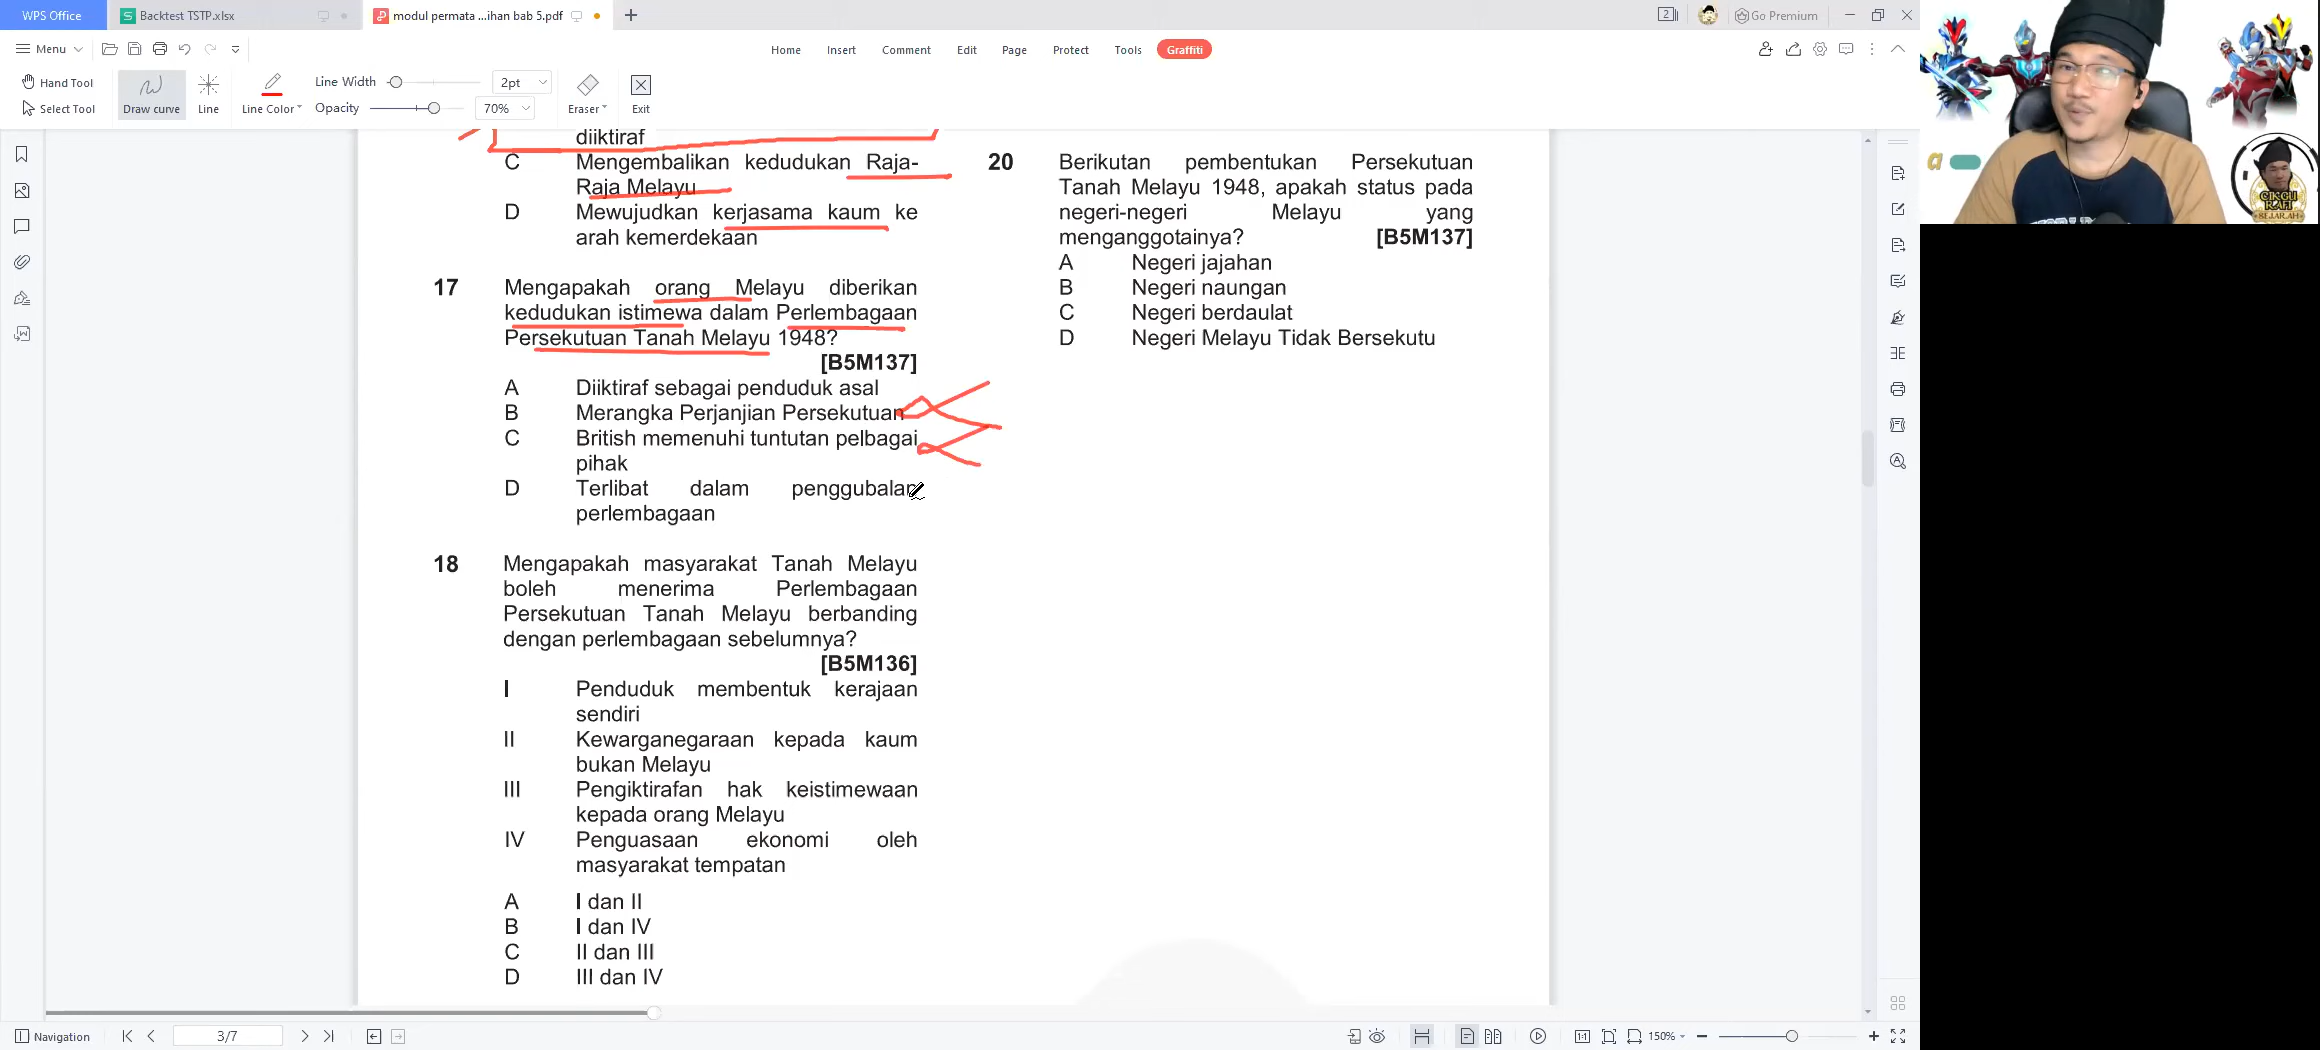 WPS Office
Backtest TSTP.xlsx
modul permata ...ihan bab 5.pdf
2
Go Premium
Menu
Home
Insert
Comment
Edit
Page
Protect
Tools
Graffiti
Hand Tool
Select Tool
Draw curve
Line
Line Color
Line Width
2pt
Opacity
70%
Eraser
Exit
diiktiraf
C Mengembalikan kedudukan Raja-
Raja Melayu
D Mewujudkan kerjasama kaum ke
arah kemerdekaan
17 Mengapakah orang Melayu diberikan
kedudukan istimewa dalam Perlembagaan
Persekutuan Tanah Melayu 1948?
[B5M137]
A Diiktiraf sebagai penduduk asal
B Merangka Perjanjian Persekutuan
C British memenuhi tuntutan pelbagai
pihak
D Terlibat dalam penggubalan
perlembagaan
18 Mengapakah masyarakat Tanah Melayu
boleh menerima Perlembagaan
Persekutuan Tanah Melayu berbanding
dengan perlembagaan sebelumnya?
[B5M136]
I Penduduk membentuk kerajaan
sendiri
II Kewarganegaraan kepada kaum
bukan Melayu
III Pengiktirafan hak keistimewaan
kepada orang Melayu
IV Penguasaan ekonomi oleh
masyarakat tempatan
A I dan II
B I dan IV
C II dan III
D III dan IV
20 Berikutan pembentukan Persekutuan
Tanah Melayu 1948, apakah status pada
negeri-negeri Melayu yang
menganggotainya? [B5M137]
A Negeri jajahan
B Negeri naungan
C Negeri berdaulat
D Negeri Melayu Tidak Bersekutu
CIKGU
RAFI
SEJARAH
Navigation
3/7
1:1
150%